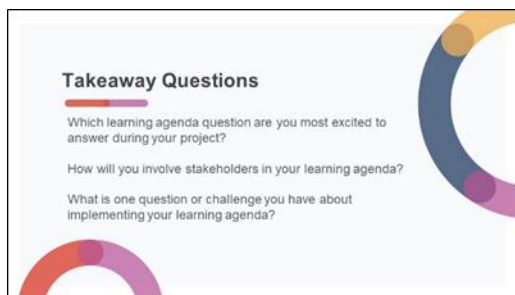 Takeaway Questions
Which learning agenda question are you most excited to
answer during your project?
How will you involve stakeholders in your learning agenda?
What is one question or challenge you have about
implementing your learning agenda?